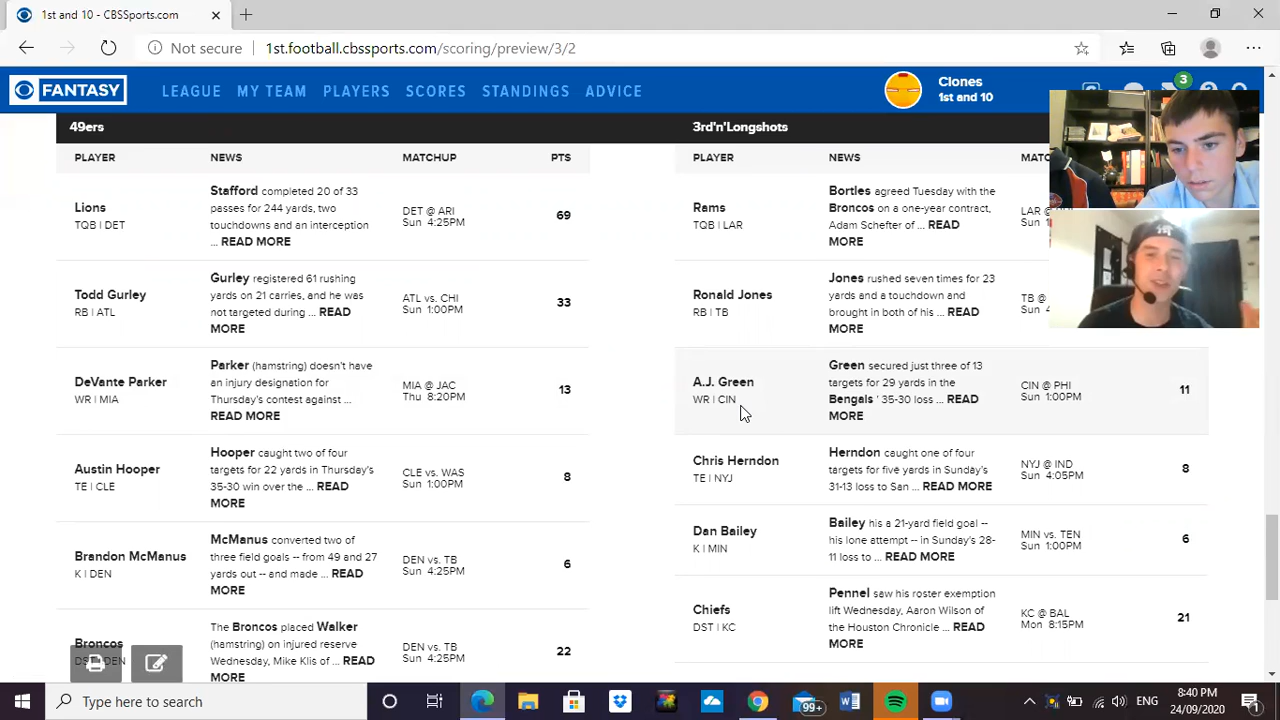 1st and 10 - CBSSports.com
Not secure 1st.football.cbssports.com/scoring/preview/3/2
FANTASY LEAGUE MY TEAM PLAYERS SCORES STANDINGS ADVICE
Clones
1st and 10
3
49ers
PLAYER NEWS MATCHUP PTS
Lions
TQB | DET
Stafford completed 20 of 33
passes for 244 yards, two
touchdowns and an interception
... READ MORE
DET @ ARI
Sun 4:25PM
69
Todd Gurley
RB | ATL
Gurley registered 61 rushing
yards on 21 carries, and he was
not targeted during ... READ
MORE
ATL vs. CHI
Sun 1:00PM
33
DeVante Parker
WR | MIA
Parker (hamstring) doesn't have
an injury designation for
Thursday's contest against ...
READ MORE
MIA @ JAC
Thu 8:20PM
13
Austin Hooper
TE | CLE
Hooper caught two of four
targets for 22 yards in Thursday's
35-30 win over the ... READ
MORE
CLE vs. WAS
Sun 1:00PM
8
Brandon McManus
K | DEN
McManus converted two of
three field goals -- from 49 and 27
yards out -- and made ... READ
MORE
DEN vs. TB
Sun 4:25PM
6
Broncos
DST | DEN
The Broncos placed Walker
(hamstring) on injured reserve
Wednesday, Mike Klis of ... READ
MORE
DEN vs. TB
Sun 4:25PM
22
3rd'n'Longshots
PLAYER NEWS
Rams
TQB | LAR
Bortles agreed Tuesday with the
Broncos on a one-year contract,
Adam Schefter of ... READ
MORE
Ronald Jones
RB | TB
Jones rushed seven times for 23
yards and a touchdown and
brought in both of his ... READ
MORE
TB @
A.J. Green
WR | CIN
Green secured just three of 13
targets for 29 yards in the
Bengals ' 35-30 loss ... READ
MORE
CIN @ PHI
Sun 1:00PM
11
Chris Herndon
TE | NYJ
Herndon caught one of four
targets for five yards in Sunday's
31-13 loss to San ... READ MORE
NYJ @ IND
Sun 4:05PM
8
Dan Bailey
K | MIN
Bailey his a 21-yard field goal --
his lone attempt -- in Sunday's 28-
11 loss to ... READ MORE
MIN vs. TEN
Sun 1:00PM
6
Chiefs
DST | KC
Pennel saw his roster exemption
lift Wednesday, Aaron Wilson of
the Houston Chronicle ... READ
MORE
KC @ BAL
Mon 8:15PM
21
Type here to search
99+
ENG
8:40 PM
24/09/2020